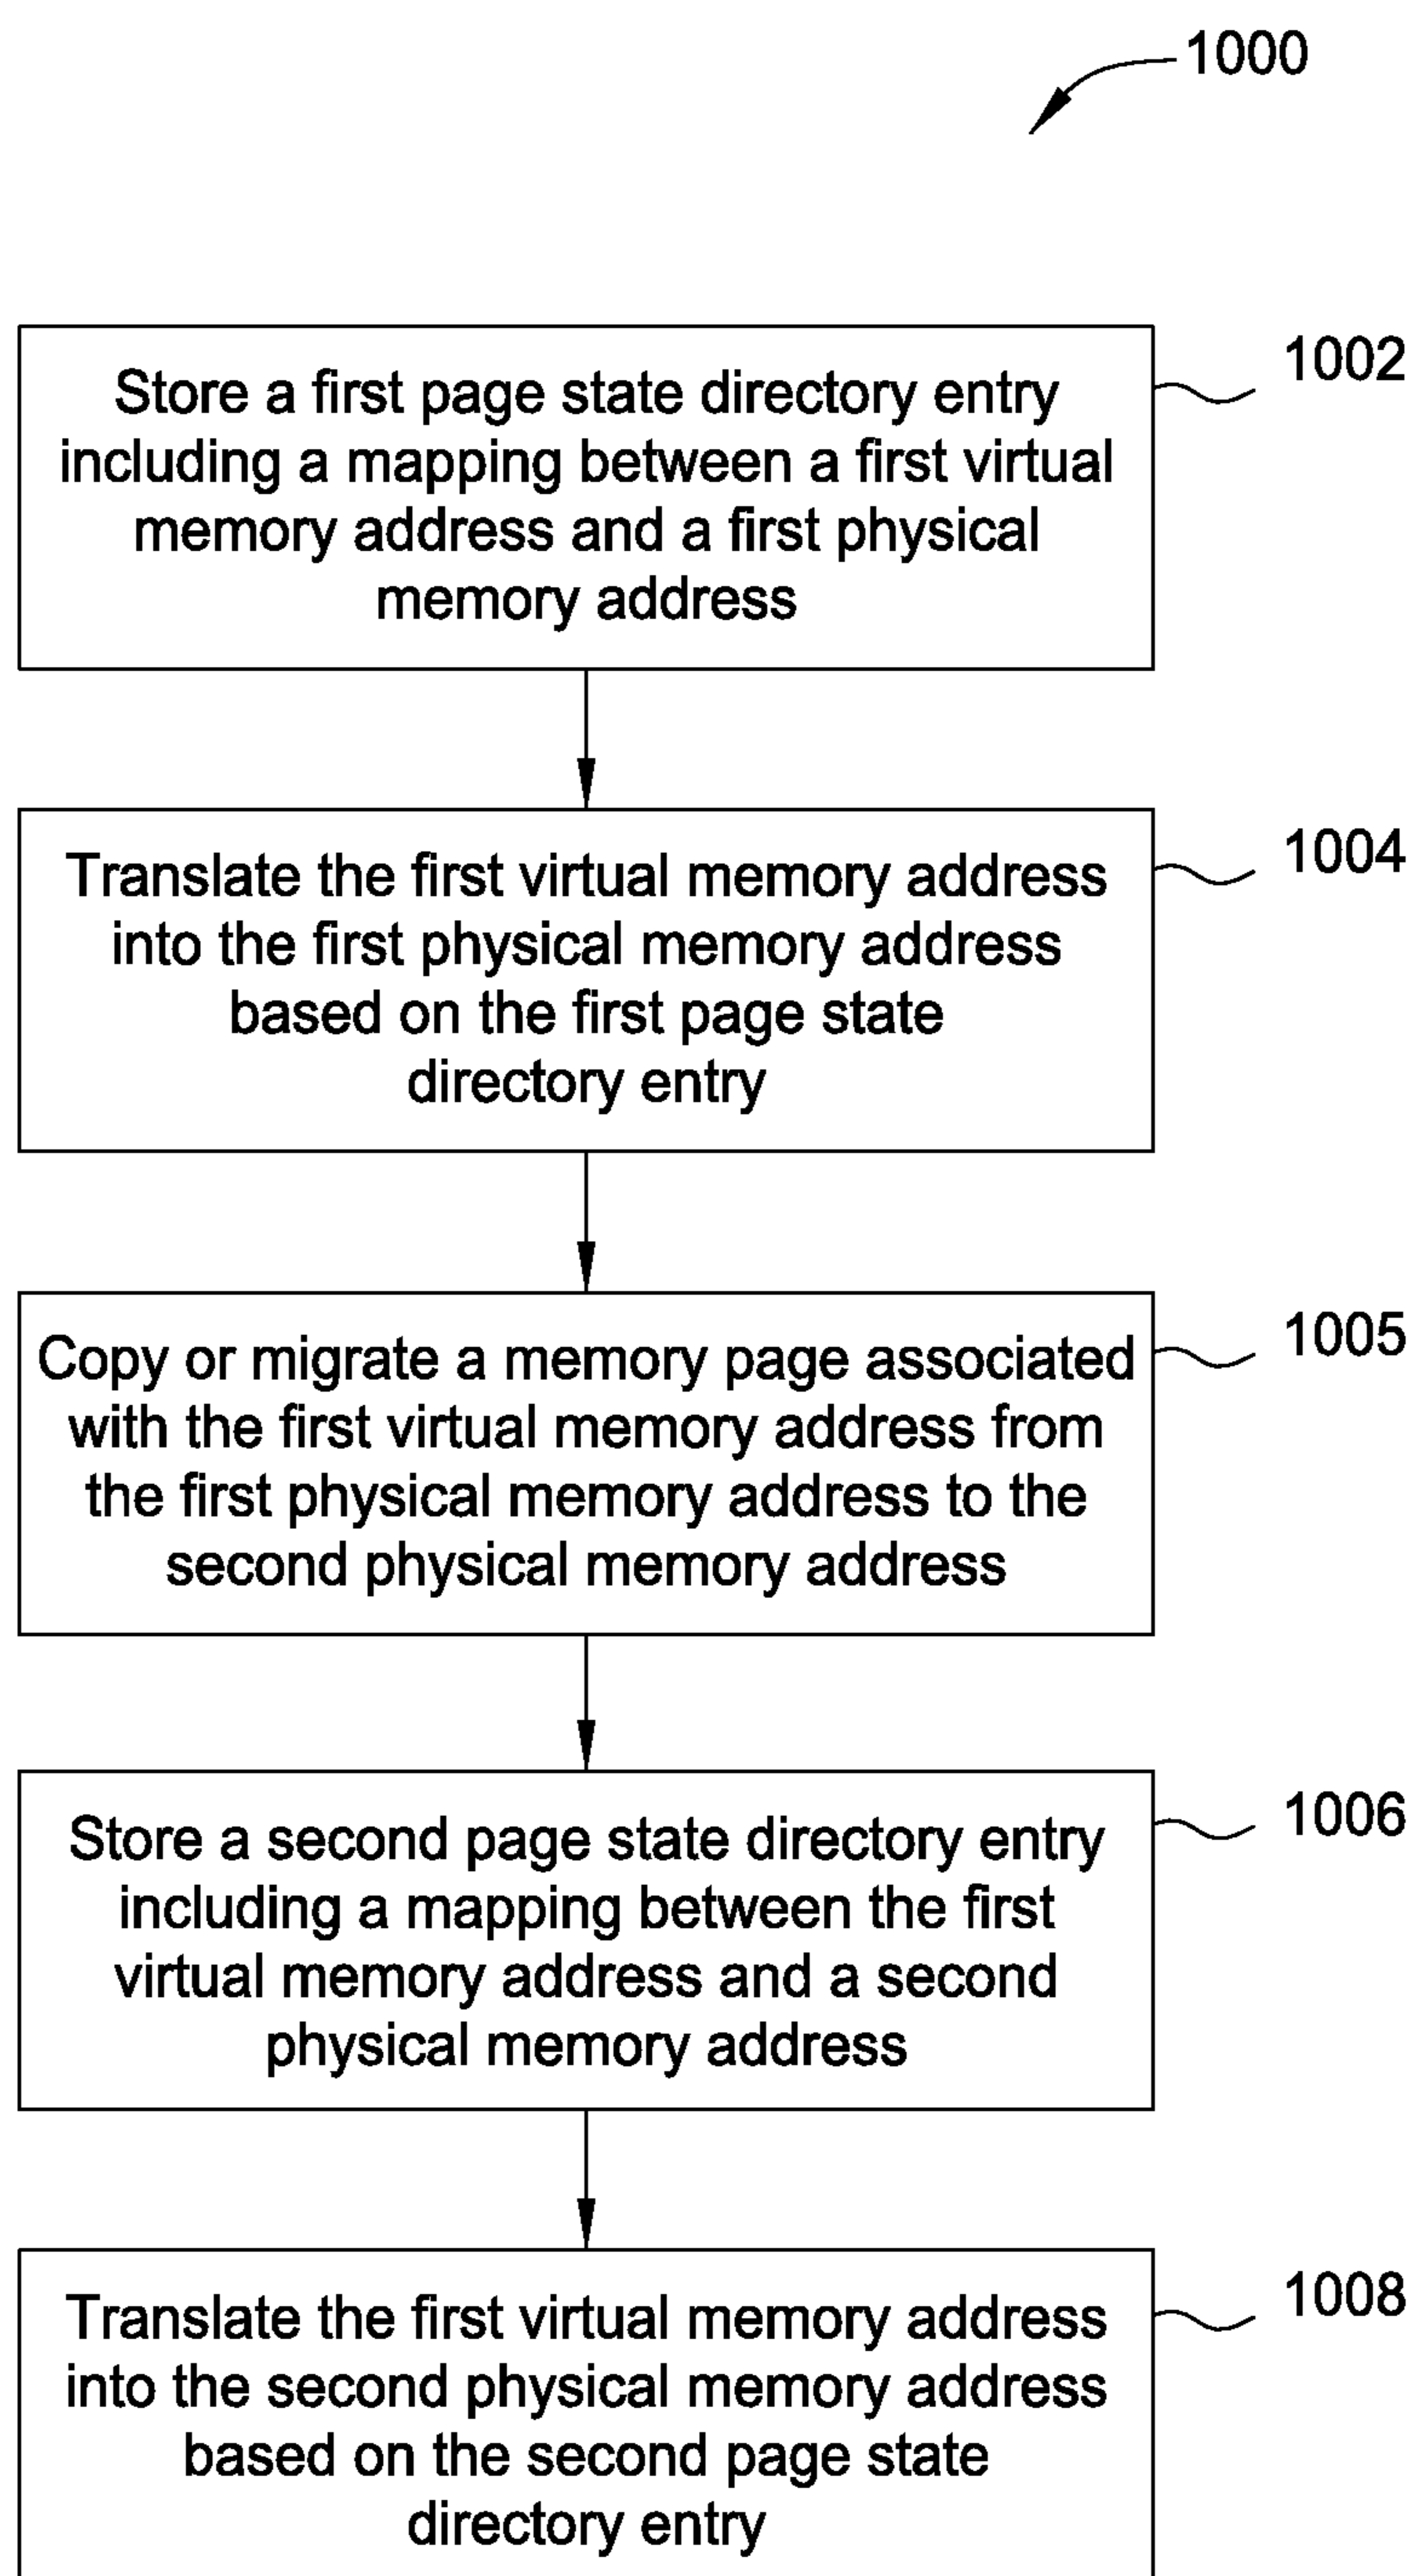 1000
Store a first page state directory entry
including a mapping between a first virtual
memory address and a first physical
memory address
1002
Translate the first virtual memory address
into the first physical memory address
based on the first page state
directory entry
1004
Copy or migrate a memory page associated
with the first virtual memory address from
the first physical memory address to the
second physical memory address
1005
Store a second page state directory entry
including a mapping between the first
virtual memory address and a second
physical memory address
1006
Translate the first virtual memory address
into the second physical memory address
based on the second page state
directory entry
1008